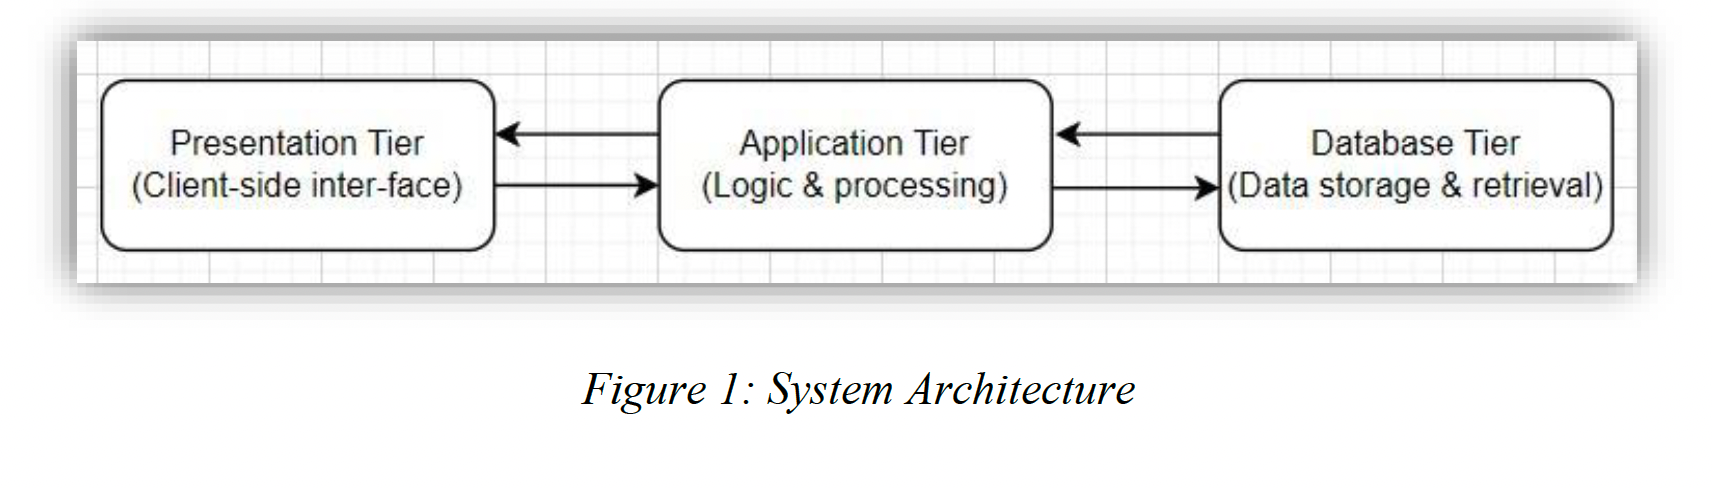 Presentation Tier
(Client-side inter-face)
Application Tier
(Logic & processing)
Database Tier
(Data storage & retrieval)
Figure 1: System Architecture